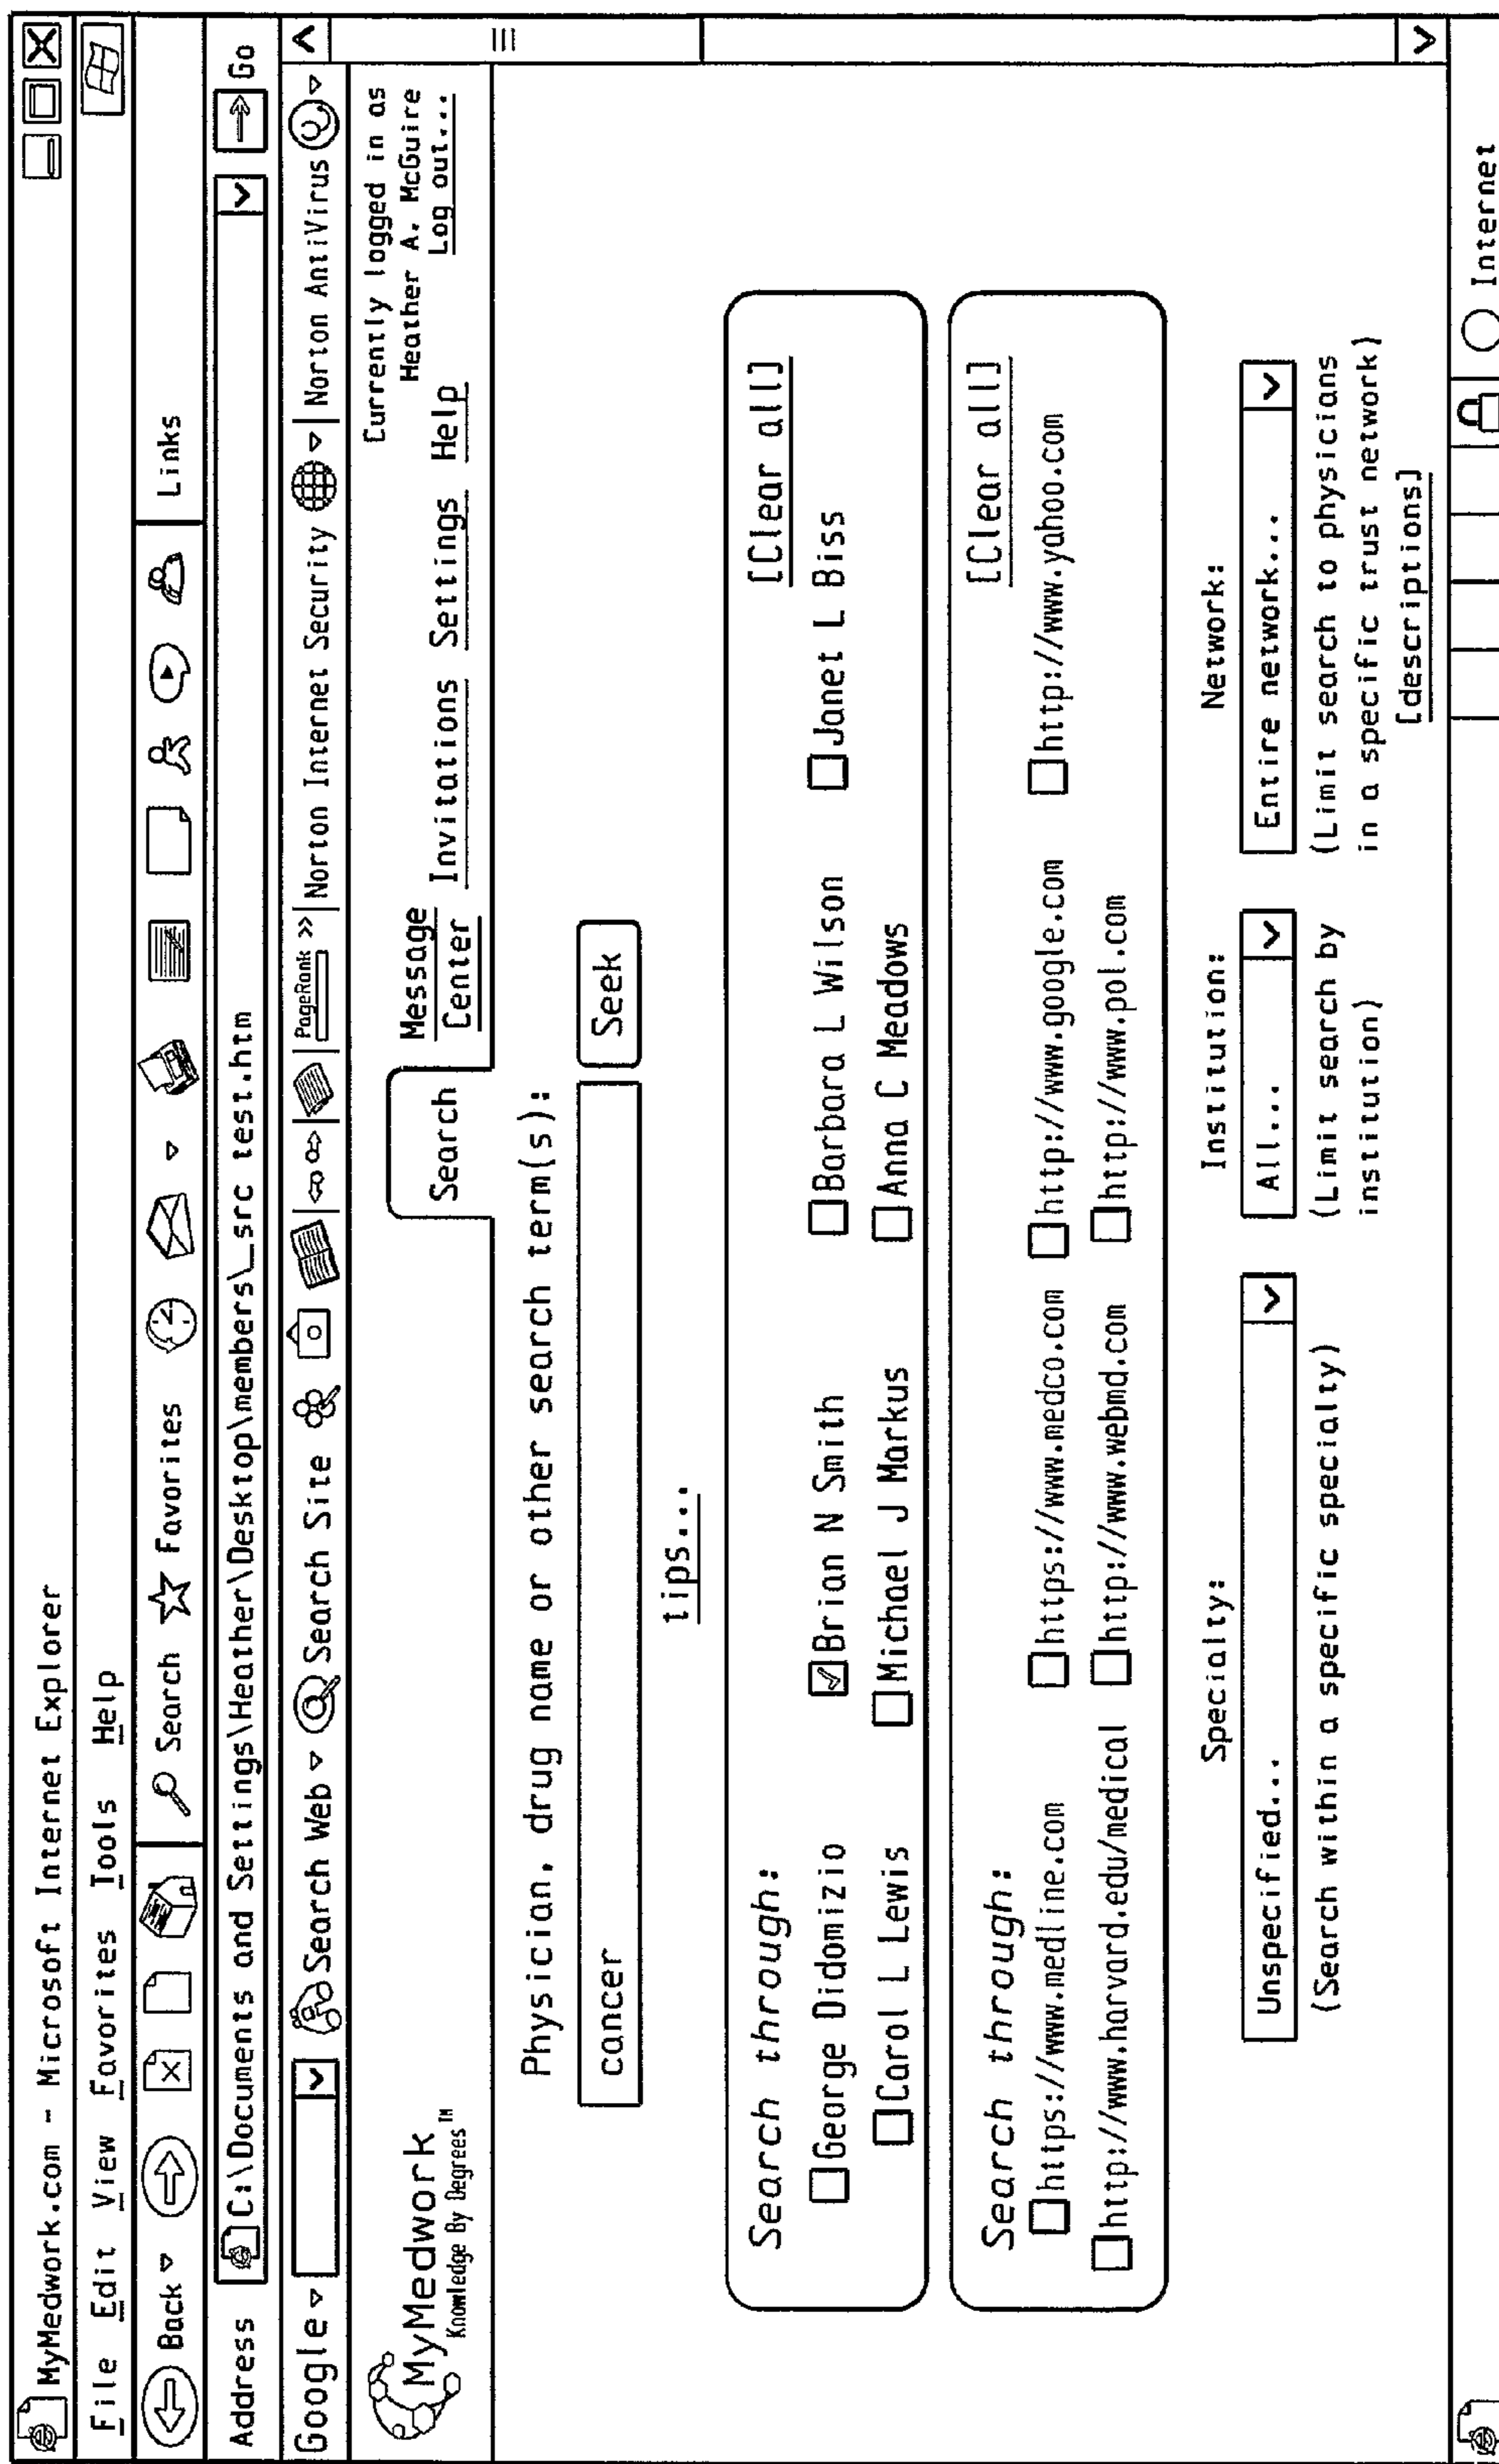 MyMedwork.com - Microsoft Internet Explorer
File Edit View Favorites Tools Help
Back Search Favorites Links
Address C:\Documents and Settings\Heather\Desktop\members\_src test.htm Go
Google Search Web Search Site PageRank >> Norton Internet Security Norton AntiVirus
MyMedwork
Knowledge By Degrees™
Search
Message
Center
Invitations Settings Help
Currently logged in as
Heather A. McGuire
Log out...
Physician, drug name or other search term(s):
cancer Seek
tips...
Search through: [Clear all]
George Didomizio Brian N Smith Barbara L Wilson Janet L Biss
Carol L Lewis Michael J Markus Anna C Meadows
Search through: [Clear all]
https://www.medline.com https://www.medco.com http://www.google.com http://www.yahoo.com
http://www.harvard.edu/medical http://www.webmd.com http://www.pol.com
Specialty: Institution: Network:
Unspecified... All... Entire network...
(Search within a specific specialty) (Limit search by (Limit search to physicians
institution) in a specific trust network)
[descriptions]
Internet